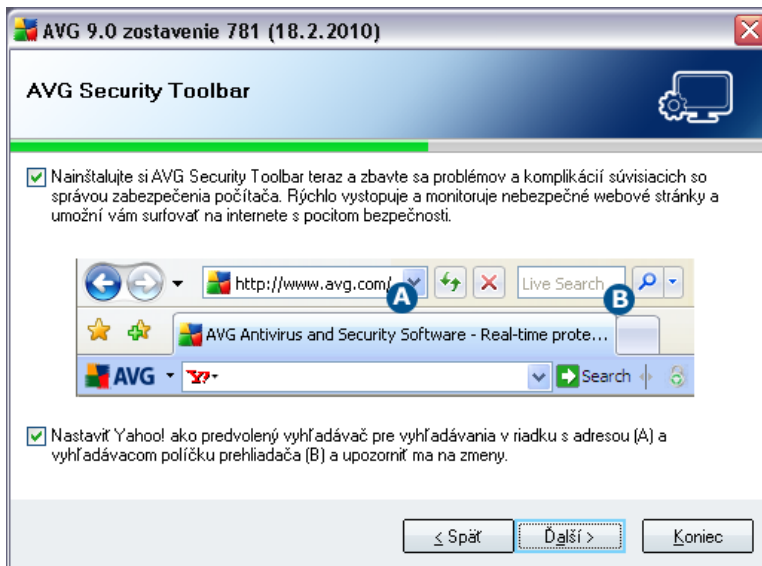 AVG 9.0 zostavenie 781 (18.2.2010)
AVG Security Toolbar
Nainštalujte si AVG Security Toolbar teraz a zbavte sa problémov a komplikácií súvisiacich so
správou zabezpečenia počítača. Rýchlo vystopuje a monitoruje nebezpečné webové stránky a
umožní vám surfovať na internete s pocitom bezpečnosti.
http://www.avg.com/ A Live Search B
AVG Antivirus and Security Software - Real-time prote...
AVG Y! Search
Nastaviť Yahoo! ako predvolený vyhľadávač pre vyhľadávania v riadku s adresou (A) a
vyhľadávacom políčku prehliadača (B) a upozorniť ma na zmeny.
< Späť Ďalší > Koniec